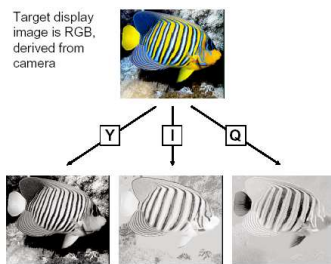 Target display
image is RGB,
derived from
camera
Y
I
Q